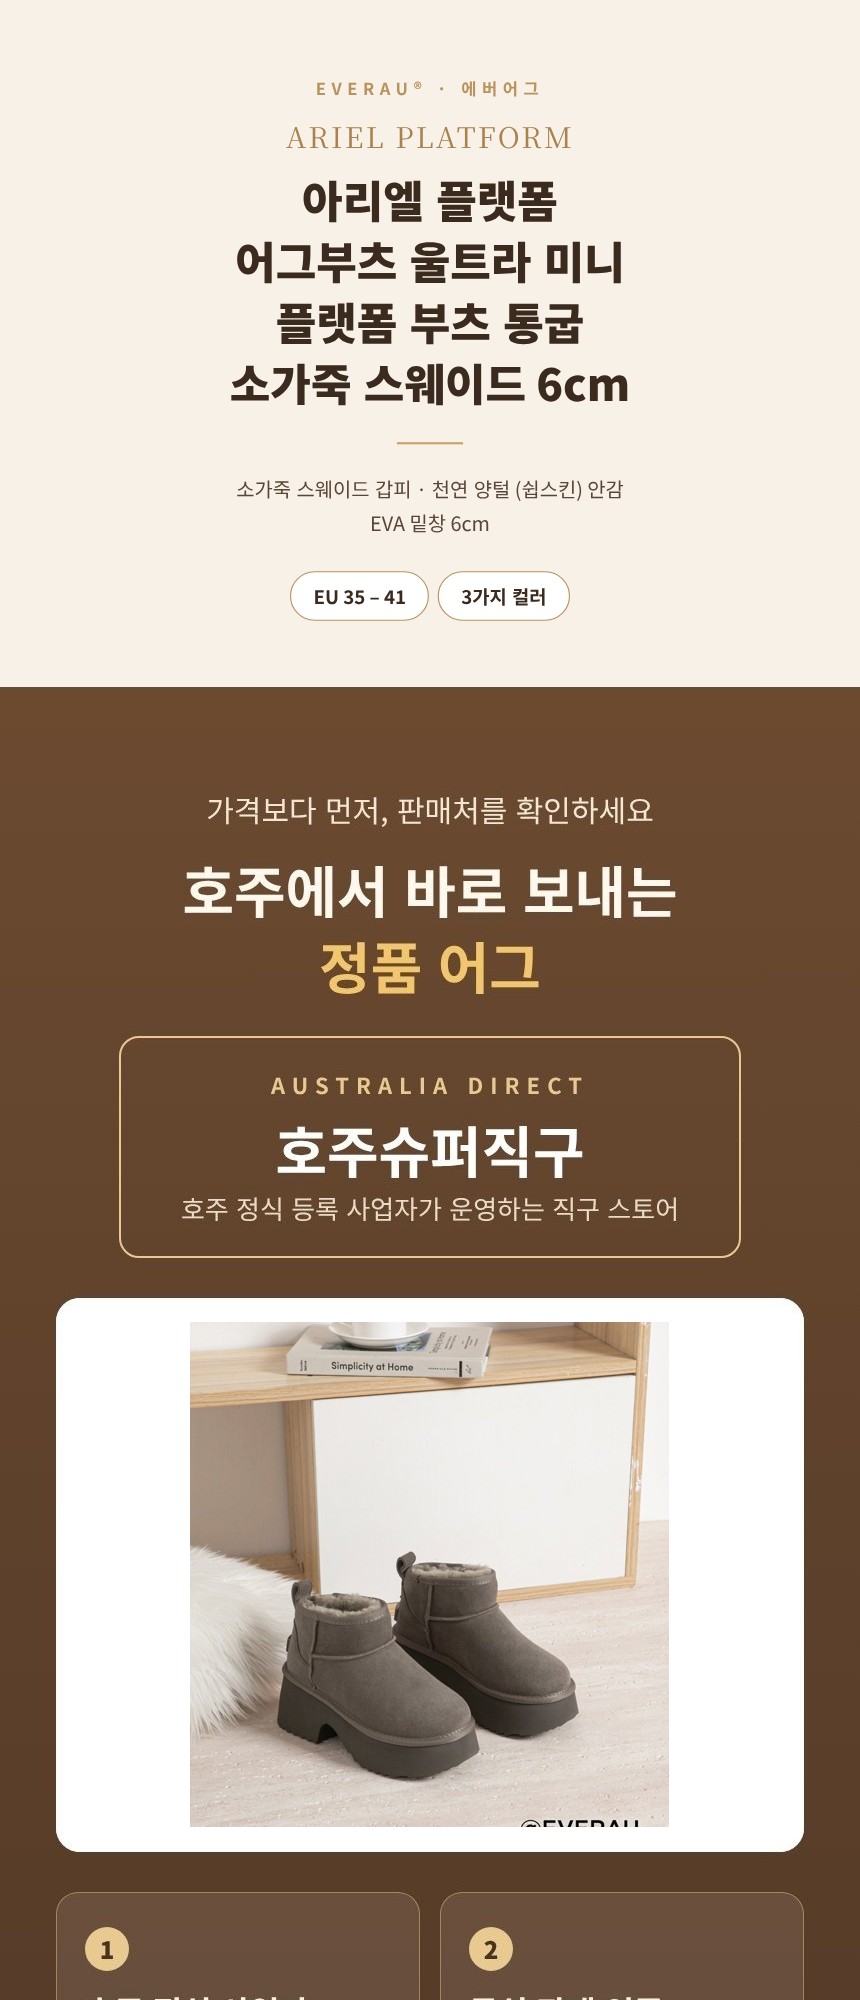 EVERAU® · 에버어그
ARIEL PLATFORM
아리엘 플랫폼
어그부츠 울트라 미니
플랫폼 부츠 통굽
소가죽 스웨이드 6cm
소가죽 스웨이드 갑피 · 천연 양털 (쉽스킨) 안감
EVA 밑창 6cm
EU 35 – 41
3가지 컬러
가격보다 먼저, 판매처를 확인하세요
호주에서 바로 보내는
정품 어그
AUSTRALIA DIRECT
호주슈퍼직구
호주 정식 등록 사업자가 운영하는 직구 스토어
Simplicity at Home
@EVERAU
1
2